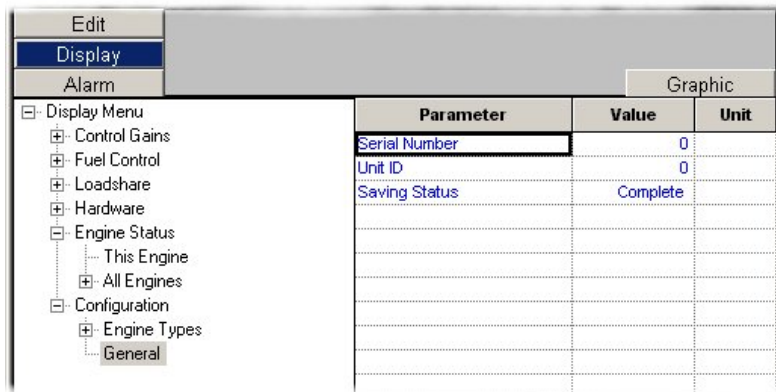 Edit
Display
Alarm
Graphic
Display Menu
Control Gains
Fuel Control
Loadshare
Hardware
Engine Status
This Engine
All Engines
Configuration
Engine Types
General
Parameter Value Unit
Serial Number 0
Unit ID 0
Saving Status Complete